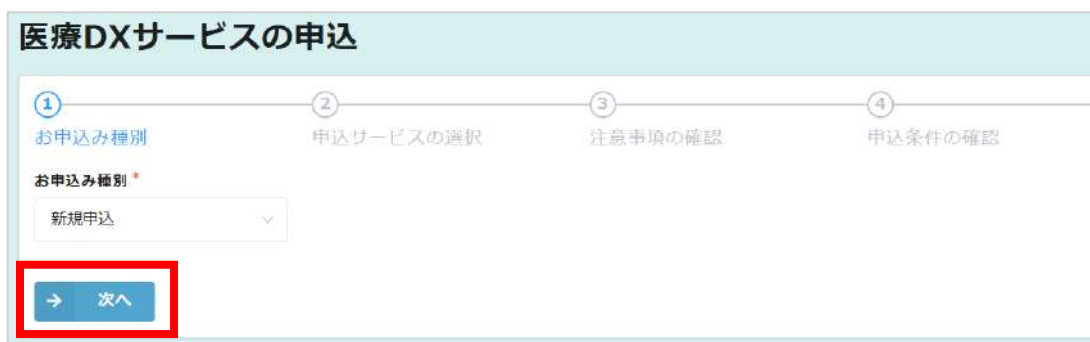 医療DXサービスの申込
1 2 3 4
お申込み種別 申込サービスの選択 注意事項の確認 申込条件の確認
お申込み種別 *
新規申込
→ 次へ